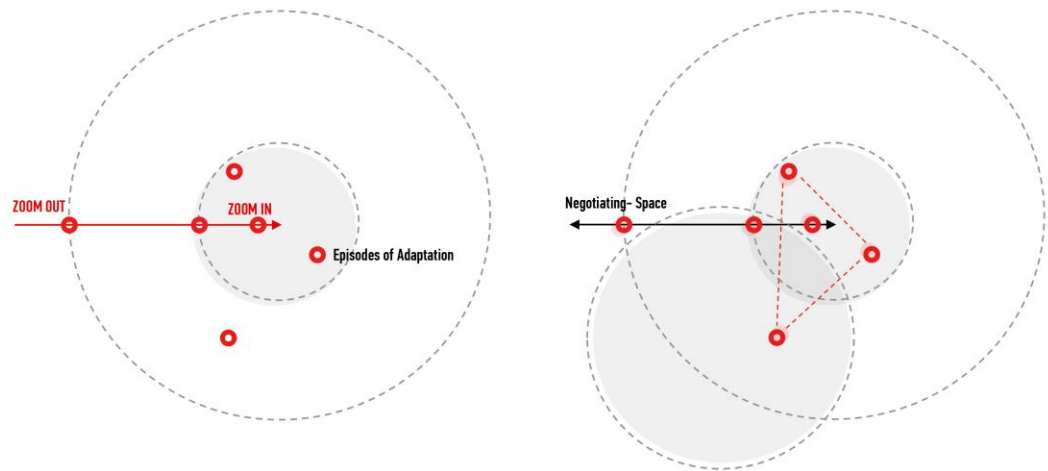 ZOOM OUT
ZOOM IN
Episodes of Adaptation
Negotiating- Space